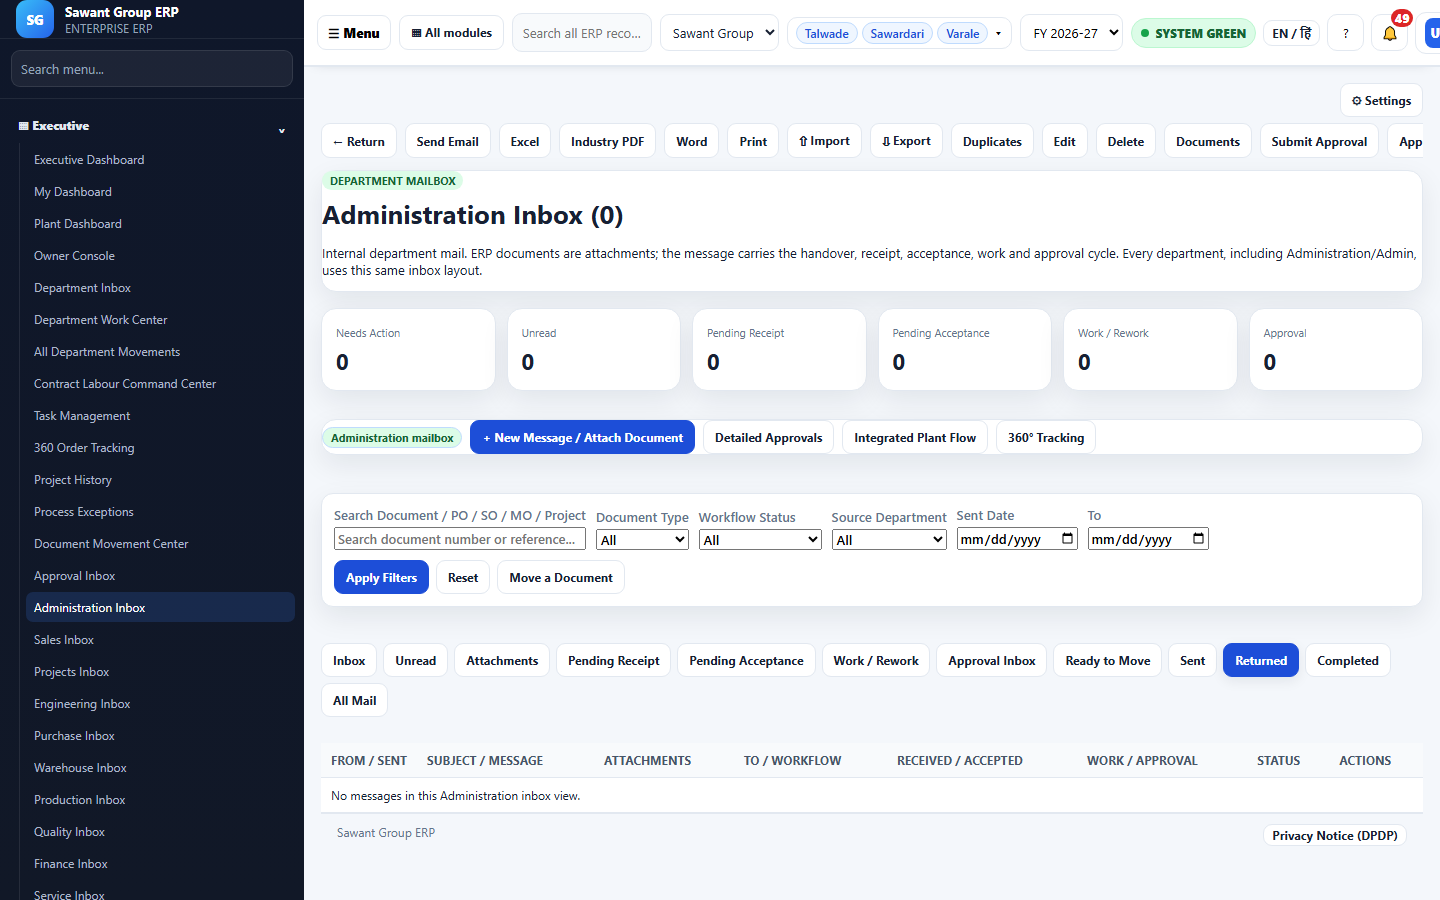 SG
Sawant Group ERP
ENTERPRISE ERP
Search menu...
Executive
Executive Dashboard
My Dashboard
Plant Dashboard
Owner Console
Department Inbox
Department Work Center
All Department Movements
Contract Labour Command Center
Task Management
360 Order Tracking
Project History
Process Exceptions
Document Movement Center
Approval Inbox
Administration Inbox
Sales Inbox
Projects Inbox
Engineering Inbox
Purchase Inbox
Warehouse Inbox
Production Inbox
Quality Inbox
Finance Inbox
Service Inbox
☰ Menu
All modules
Search all ERP reco...
Sawant Group
Talwade
Sawardari
Varale
FY 2026-27
SYSTEM GREEN
EN / हिं
?
49
U
⚙ Settings
← Return
Send Email
Excel
Industry PDF
Word
Print
⇧ Import
⇩ Export
Duplicates
Edit
Delete
Documents
Submit Approval
App
DEPARTMENT MAILBOX
Administration Inbox (0)
Internal department mail. ERP documents are attachments; the message carries the handover, receipt, acceptance, work and approval cycle. Every department, including Administration/Admin,
uses this same inbox layout.
Needs Action
0
Unread
0
Pending Receipt
0
Pending Acceptance
0
Work / Rework
0
Approval
0
Administration mailbox
+ New Message / Attach Document
Detailed Approvals
Integrated Plant Flow
360° Tracking
Search Document / PO / SO / MO / Project
Search document number or reference...
Document Type
All
Workflow Status
All
Source Department
All
Sent Date
mm/dd/yyyy
To
mm/dd/yyyy
Apply Filters
Reset
Move a Document
Inbox
Unread
Attachments
Pending Receipt
Pending Acceptance
Work / Rework
Approval Inbox
Ready to Move
Sent
Returned
Completed
All Mail
FROM / SENT
SUBJECT / MESSAGE
ATTACHMENTS
TO / WORKFLOW
RECEIVED / ACCEPTED
WORK / APPROVAL
STATUS
ACTIONS
No messages in this Administration inbox view.
Sawant Group ERP
Privacy Notice (DPDP)